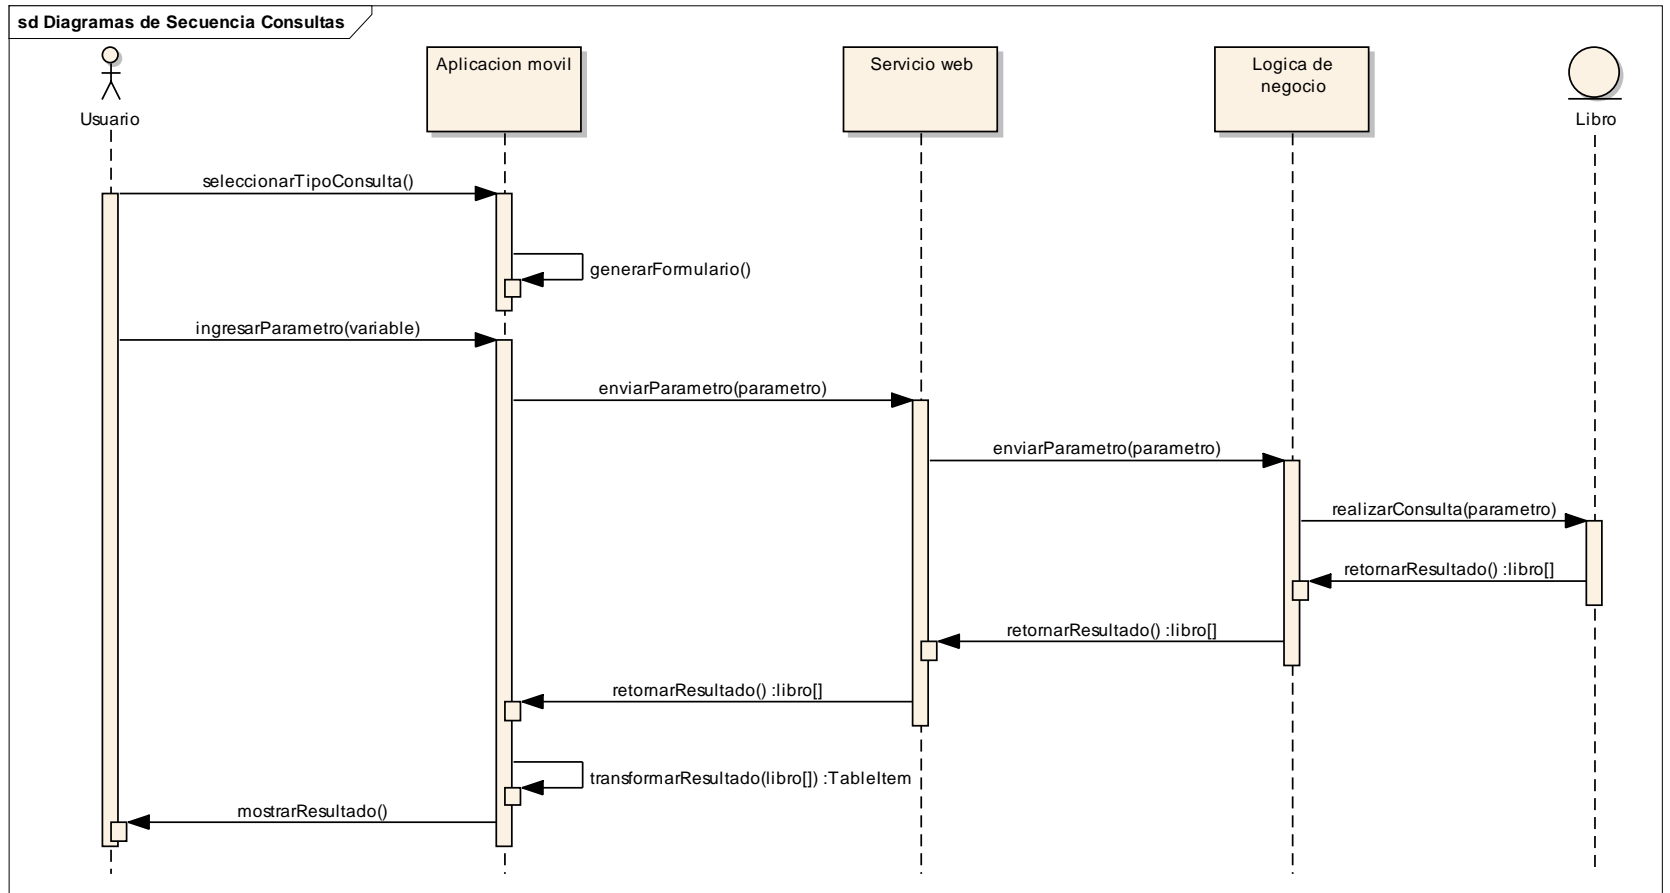 sd Diagramas de Secuencia Consultas
Usuario
Aplicacion movil
Servicio web
Logica de
negocio
Libro
seleccionarTipoConsulta()
generarFormulario()
ingresarParametro(variable)
enviarParametro(parametro)
enviarParametro(parametro)
realizarConsulta(parametro)
retornarResultado() :libro[]
retornarResultado() :libro[]
retornarResultado() :libro[]
transformarResultado(libro[]) :TableItem
mostrarResultado()